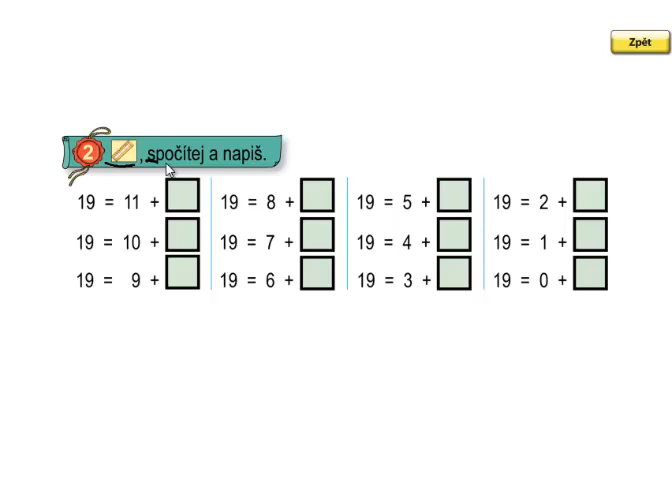 Zpět
2 , spočítej a napiš.
19 = 11 + 19 = 8 + 19 = 5 + 19 = 2 +
19 = 10 + 19 = 7 + 19 = 4 + 19 = 1 +
19 = 9 + 19 = 6 + 19 = 3 + 19 = 0 +